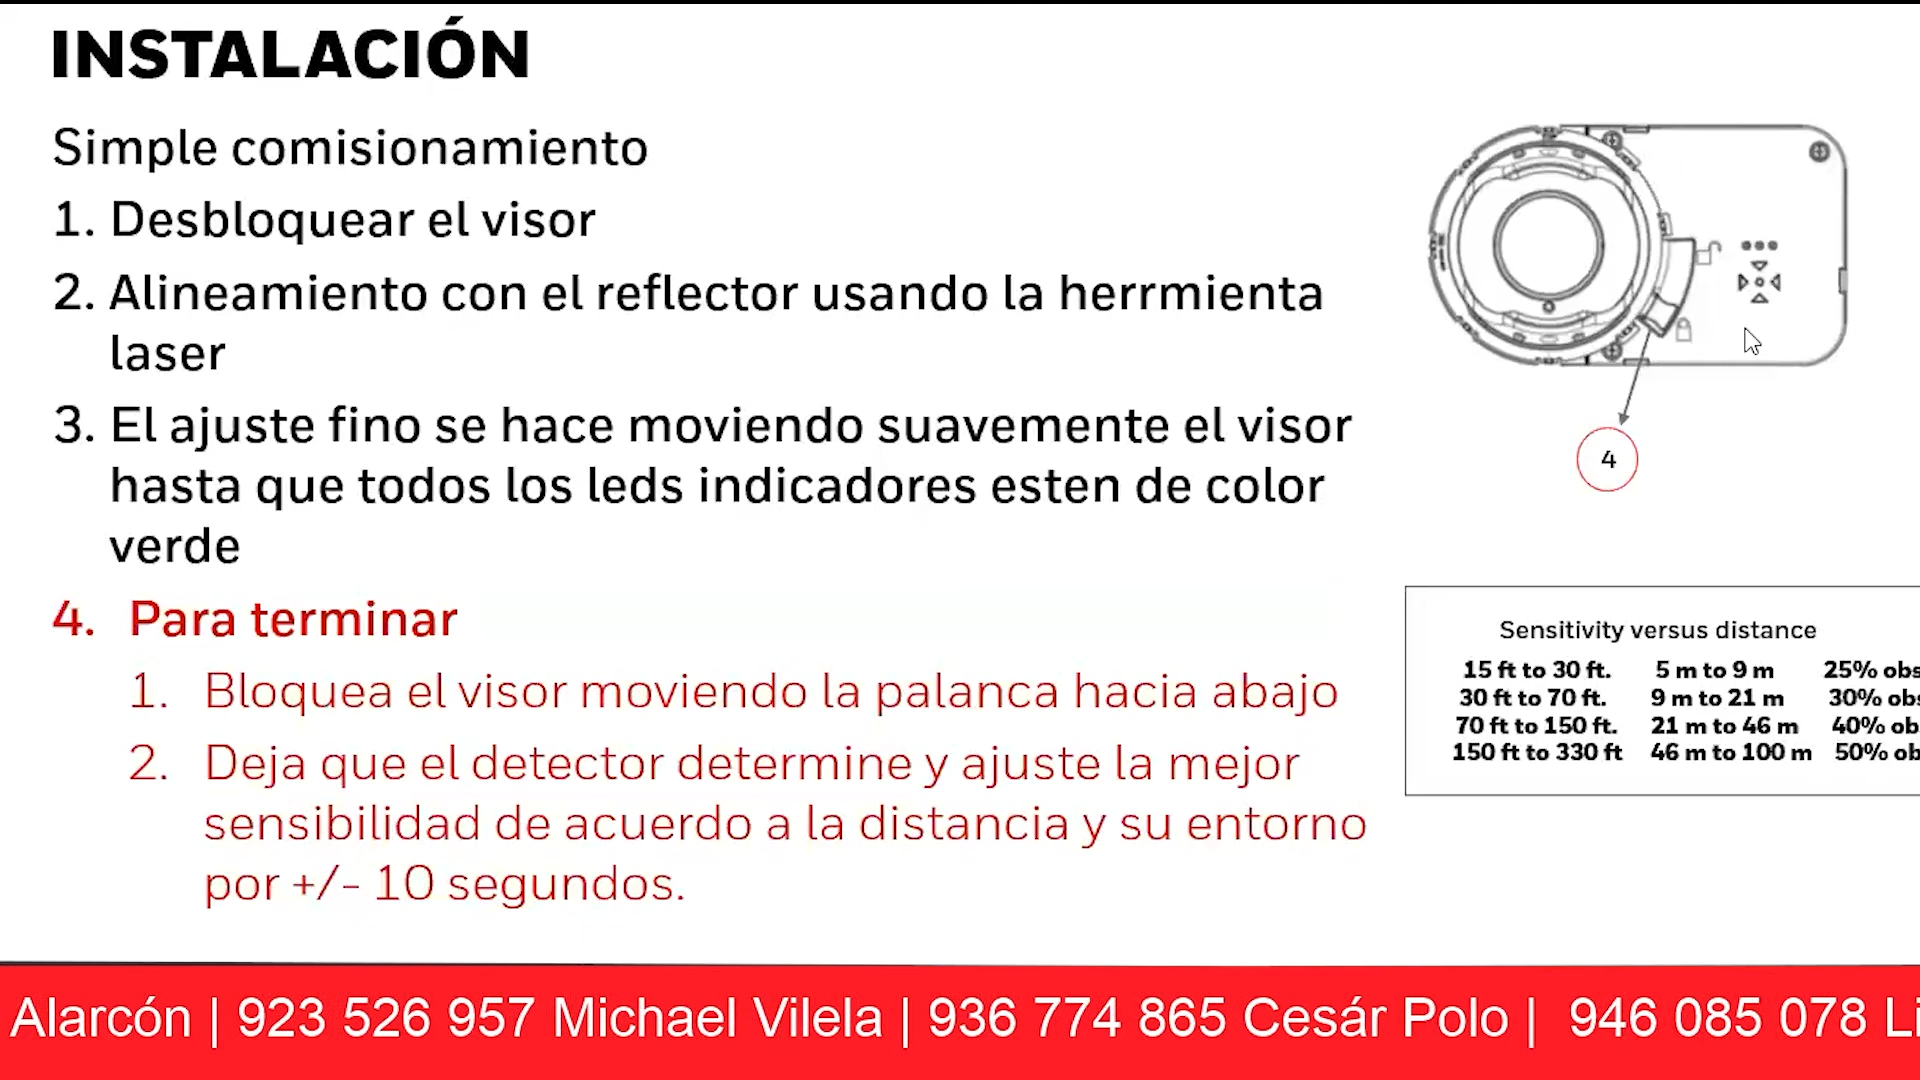 INSTALACIÓN
Simple comisionamiento
1. Desbloquear el visor
2. Alineamiento con el reflector usando la herrmienta
laser
3. El ajuste fino se hace moviendo suavemente el visor
hasta que todos los leds indicadores esten de color
verde
4. Para terminar
1. Bloquea el visor moviendo la palanca hacia abajo
2. Deja que el detector determine y ajuste la mejor
sensibilidad de acuerdo a la distancia y su entorno
por +/- 10 segundos.
4
Sensitivity versus distance
15 ft to 30 ft. 5 m to 9 m 25% obs
30 ft to 70 ft. 9 m to 21 m 30% obs
70 ft to 150 ft. 21 m to 46 m 40% ob
150 ft to 330 ft 46 m to 100 m 50% ob
Alarcón | 923 526 957 Michael Vilela | 936 774 865 Cesár Polo | 946 085 078 Li